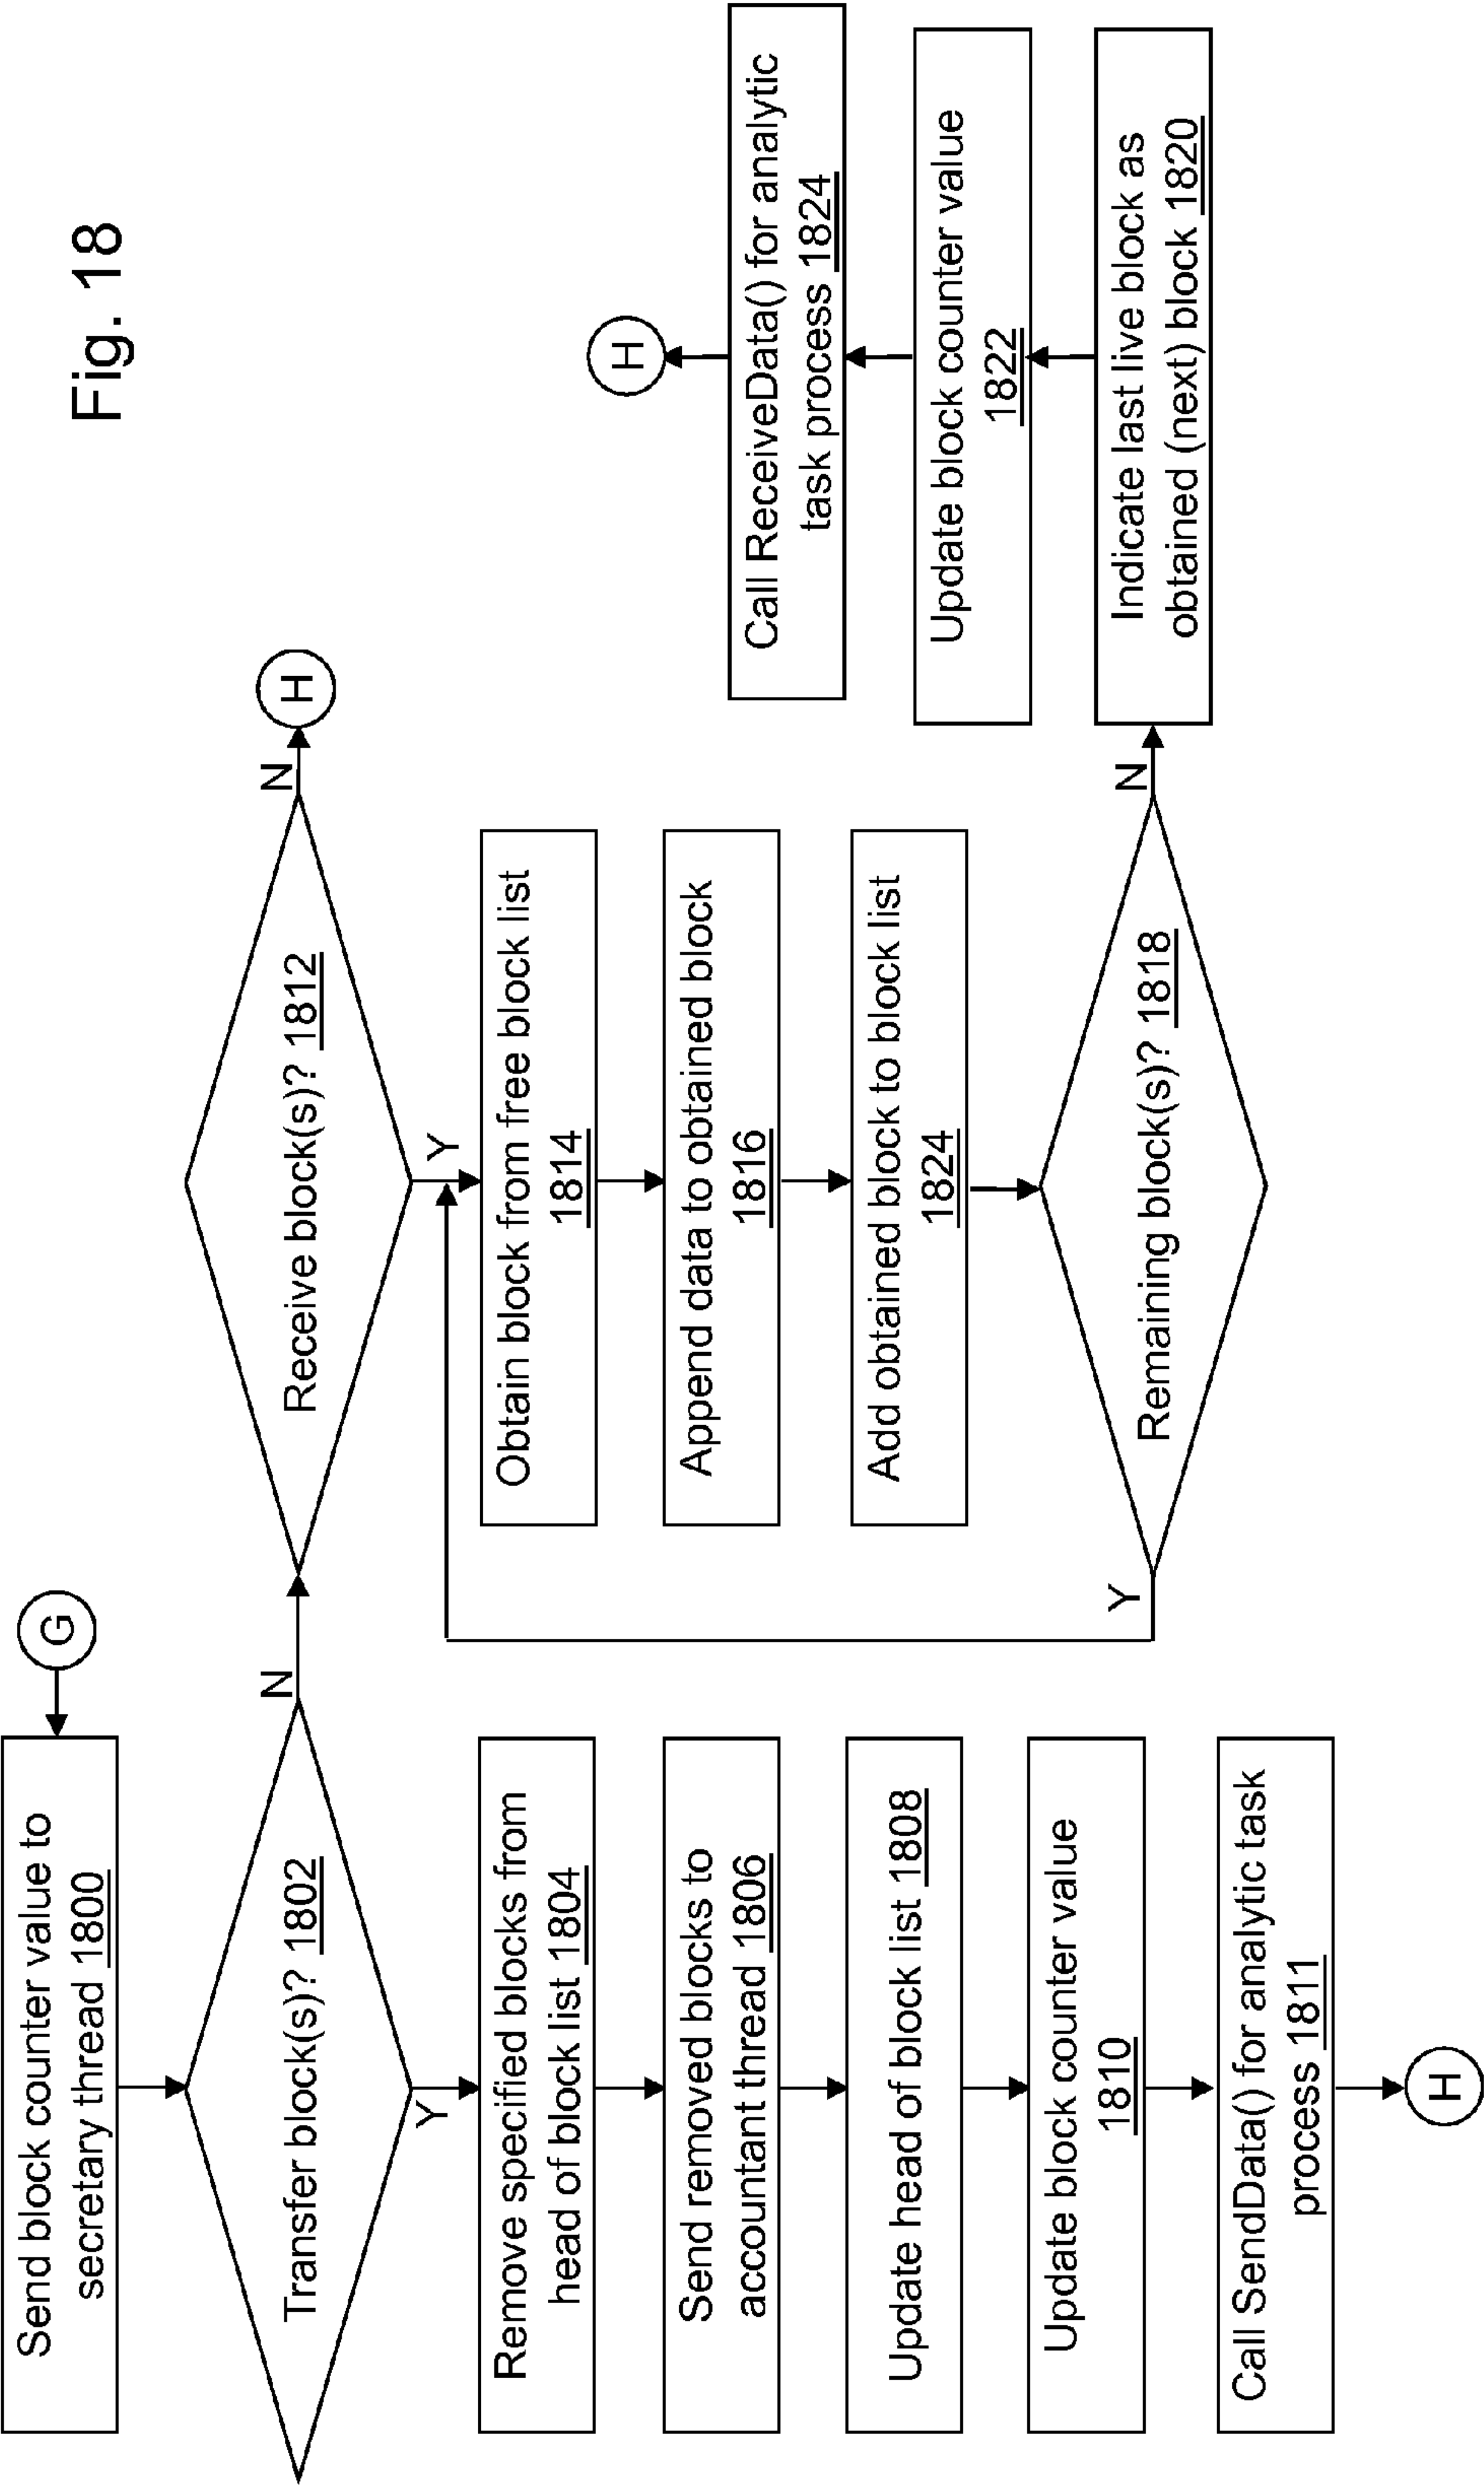 Fig. 18
G
Send block counter value to
secretary thread 1800
Transfer block(s)? 1802
N
Y
Remove specified blocks from
head of block list 1804
Send removed blocks to
accountant thread 1806
Update head of block list 1808
Update block counter value
1810
Call SendData() for analytic task
process 1811
H
Receive block(s)? 1812
N
H
Y
Obtain block from free block list
1814
Append data to obtained block
1816
Add obtained block to block list
1824
Remaining block(s)? 1818
Y
N
Indicate last live block as
obtained (next) block 1820
Update block counter value
1822
Call ReceiveData() for analytic
task process 1824
H